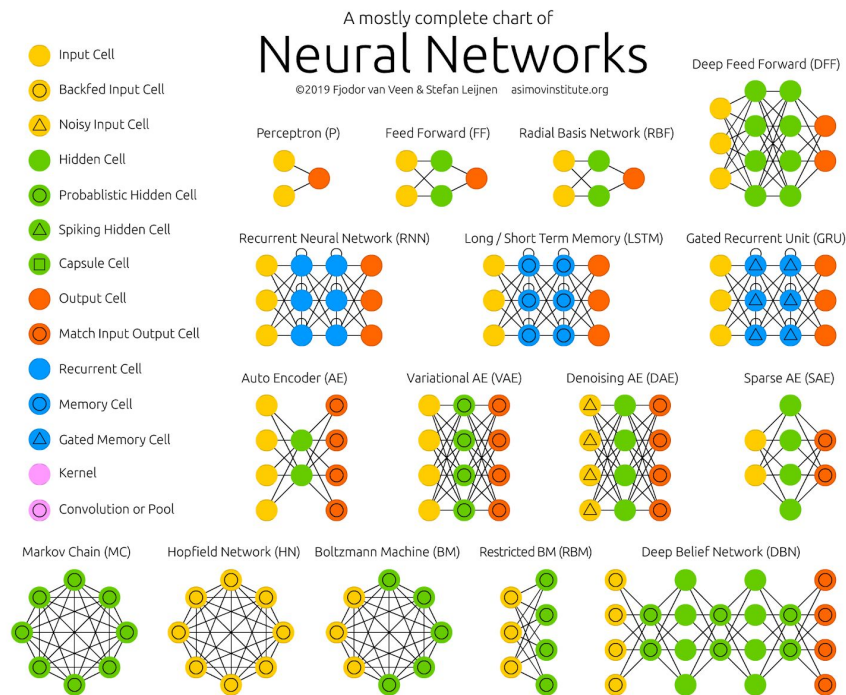 A mostly complete chart of
Neural Networks
©2019 Fjodor van Veen & Stefan Leijnen asimovinstitute.org
Input Cell
Backfed Input Cell
Noisy Input Cell
Hidden Cell
Probablistic Hidden Cell
Spiking Hidden Cell
Capsule Cell
Output Cell
Match Input Output Cell
Recurrent Cell
Memory Cell
Gated Memory Cell
Kernel
Convolution or Pool
Perceptron (P)
Feed Forward (FF)
Radial Basis Network (RBF)
Deep Feed Forward (DFF)
Recurrent Neural Network (RNN)
Long / Short Term Memory (LSTM)
Gated Recurrent Unit (GRU)
Auto Encoder (AE)
Variational AE (VAE)
Denoising AE (DAE)
Sparse AE (SAE)
Markov Chain (MC)
Hopfield Network (HN)
Boltzmann Machine (BM)
Restricted BM (RBM)
Deep Belief Network (DBN)